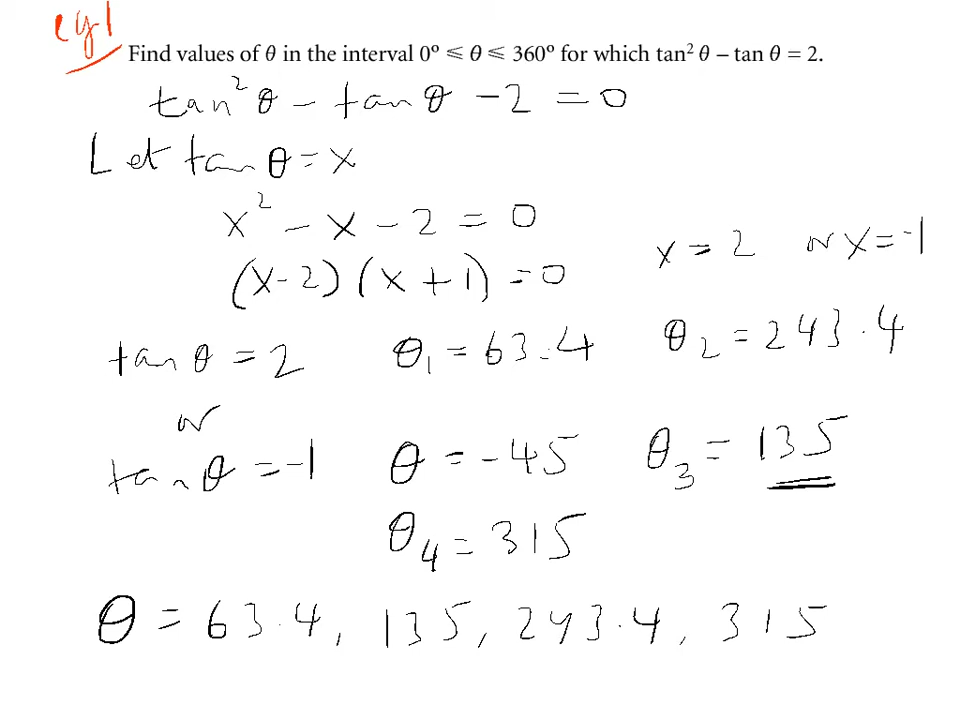 eg1
Find values of θ in the interval 0° ⩽ θ ⩽ 360° for which tan² θ – tan θ = 2.
tan²θ – tan θ – 2 = 0
Let tan θ = x
x² – x – 2 = 0
(x-2)(x+1) = 0
x = 2 or x = -1
tan θ = 2 θ₁ = 63.4 θ₂ = 243.4
or
tan θ = -1 θ = -45 θ₃ = 135
θ₄ = 315
θ = 63.4, 135, 243.4, 315